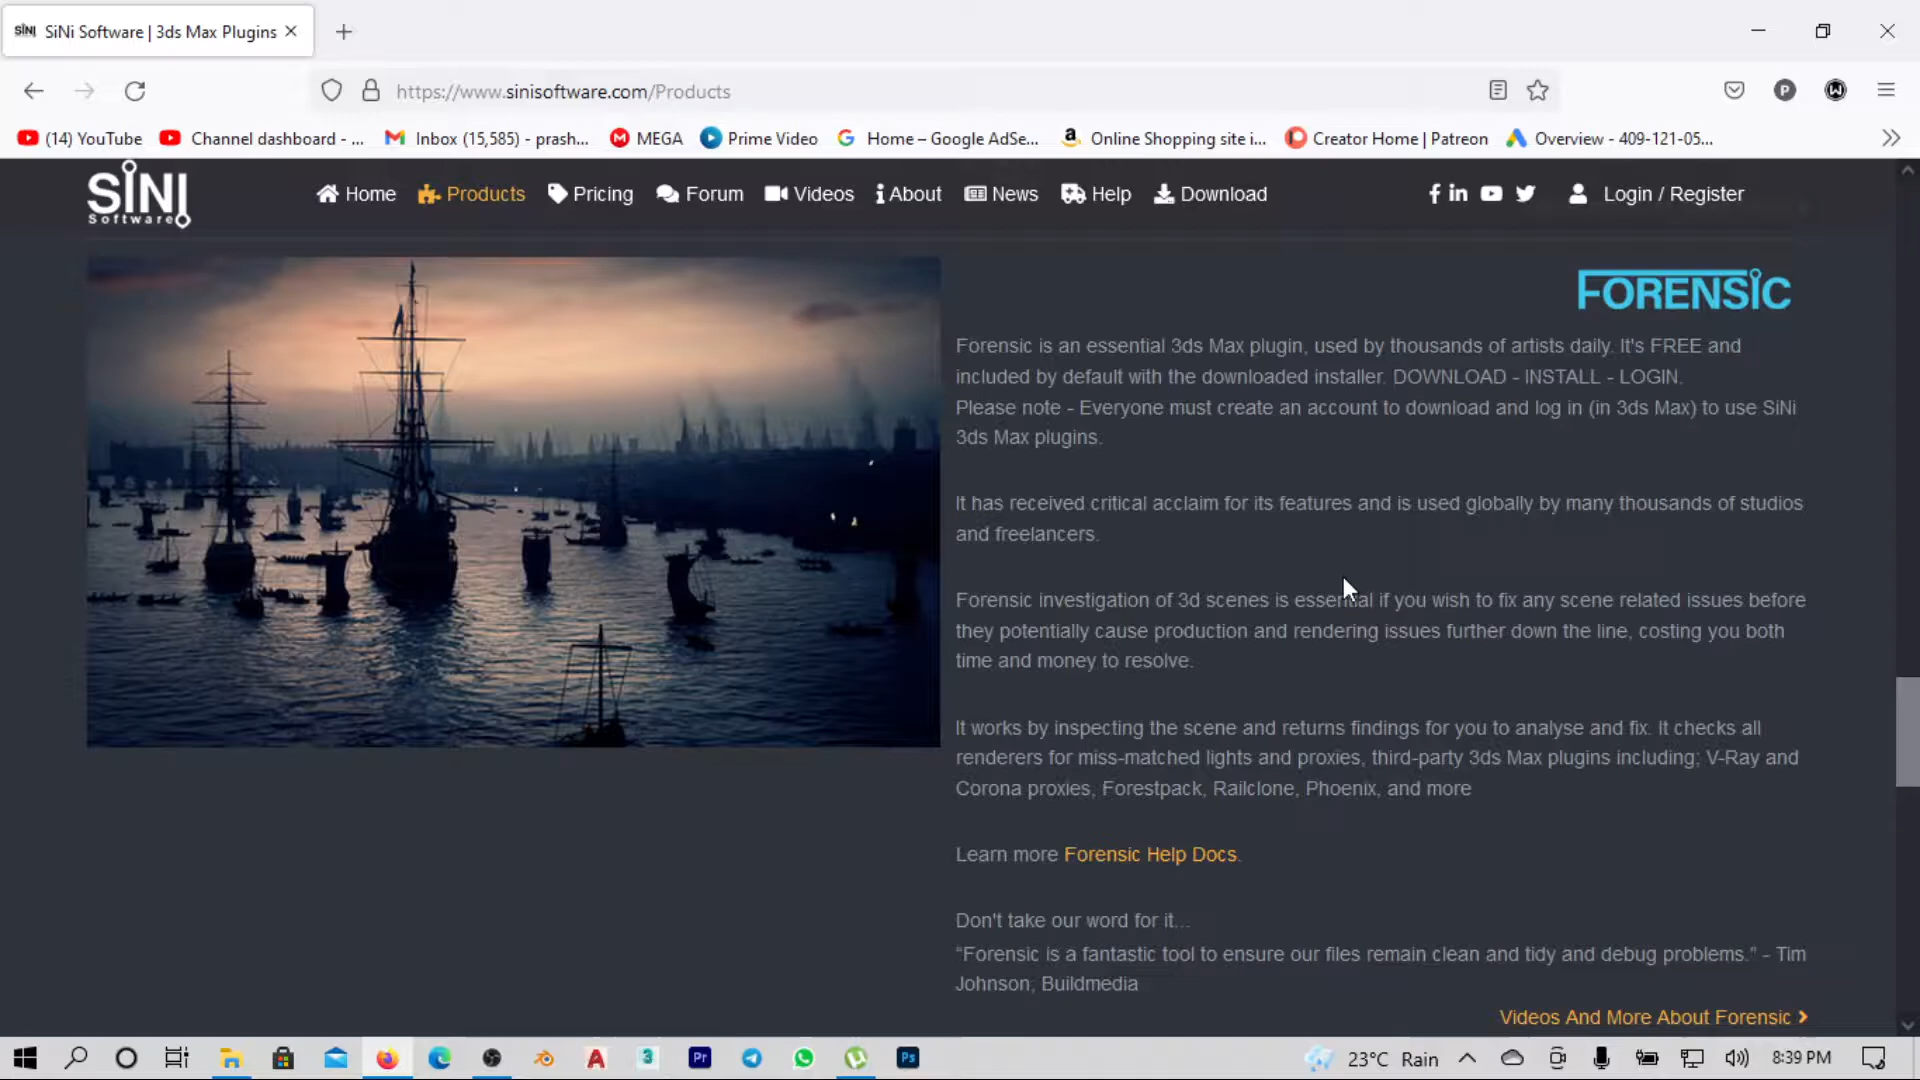 SiNi Software | 3ds Max Plugins
https://www.sinisoftware.com/Products
(14) YouTube
Channel dashboard - ...
Inbox (15,585) - prash...
MEGA
Prime Video
Home – Google AdSe...
Online Shopping site i...
Creator Home | Patreon
Overview - 409-121-05...
SiNi
Software
Home
Products
Pricing
Forum
Videos
About
News
Help
Download
Login / Register
FORENSiC
Forensic is an essential 3ds Max plugin, used by thousands of artists daily. It's FREE and
included by default with the downloaded installer. DOWNLOAD - INSTALL - LOGIN.
Please note - Everyone must create an account to download and log in (in 3ds Max) to use SiNi
3ds Max plugins.
It has received critical acclaim for its features and is used globally by many thousands of studios
and freelancers.
Forensic investigation of 3d scenes is essential if you wish to fix any scene related issues before
they potentially cause production and rendering issues further down the line, costing you both
time and money to resolve.
It works by inspecting the scene and returns findings for you to analyse and fix. It checks all
renderers for miss-matched lights and proxies, third-party 3ds Max plugins including; V-Ray and
Corona proxies, Forestpack, Railclone, Phoenix, and more
Learn more Forensic Help Docs.
Don't take our word for it...
“Forensic is a fantastic tool to ensure our files remain clean and tidy and debug problems.” - Tim
Johnson, Buildmedia
Videos And More About Forensic
23°C Rain
8:39 PM